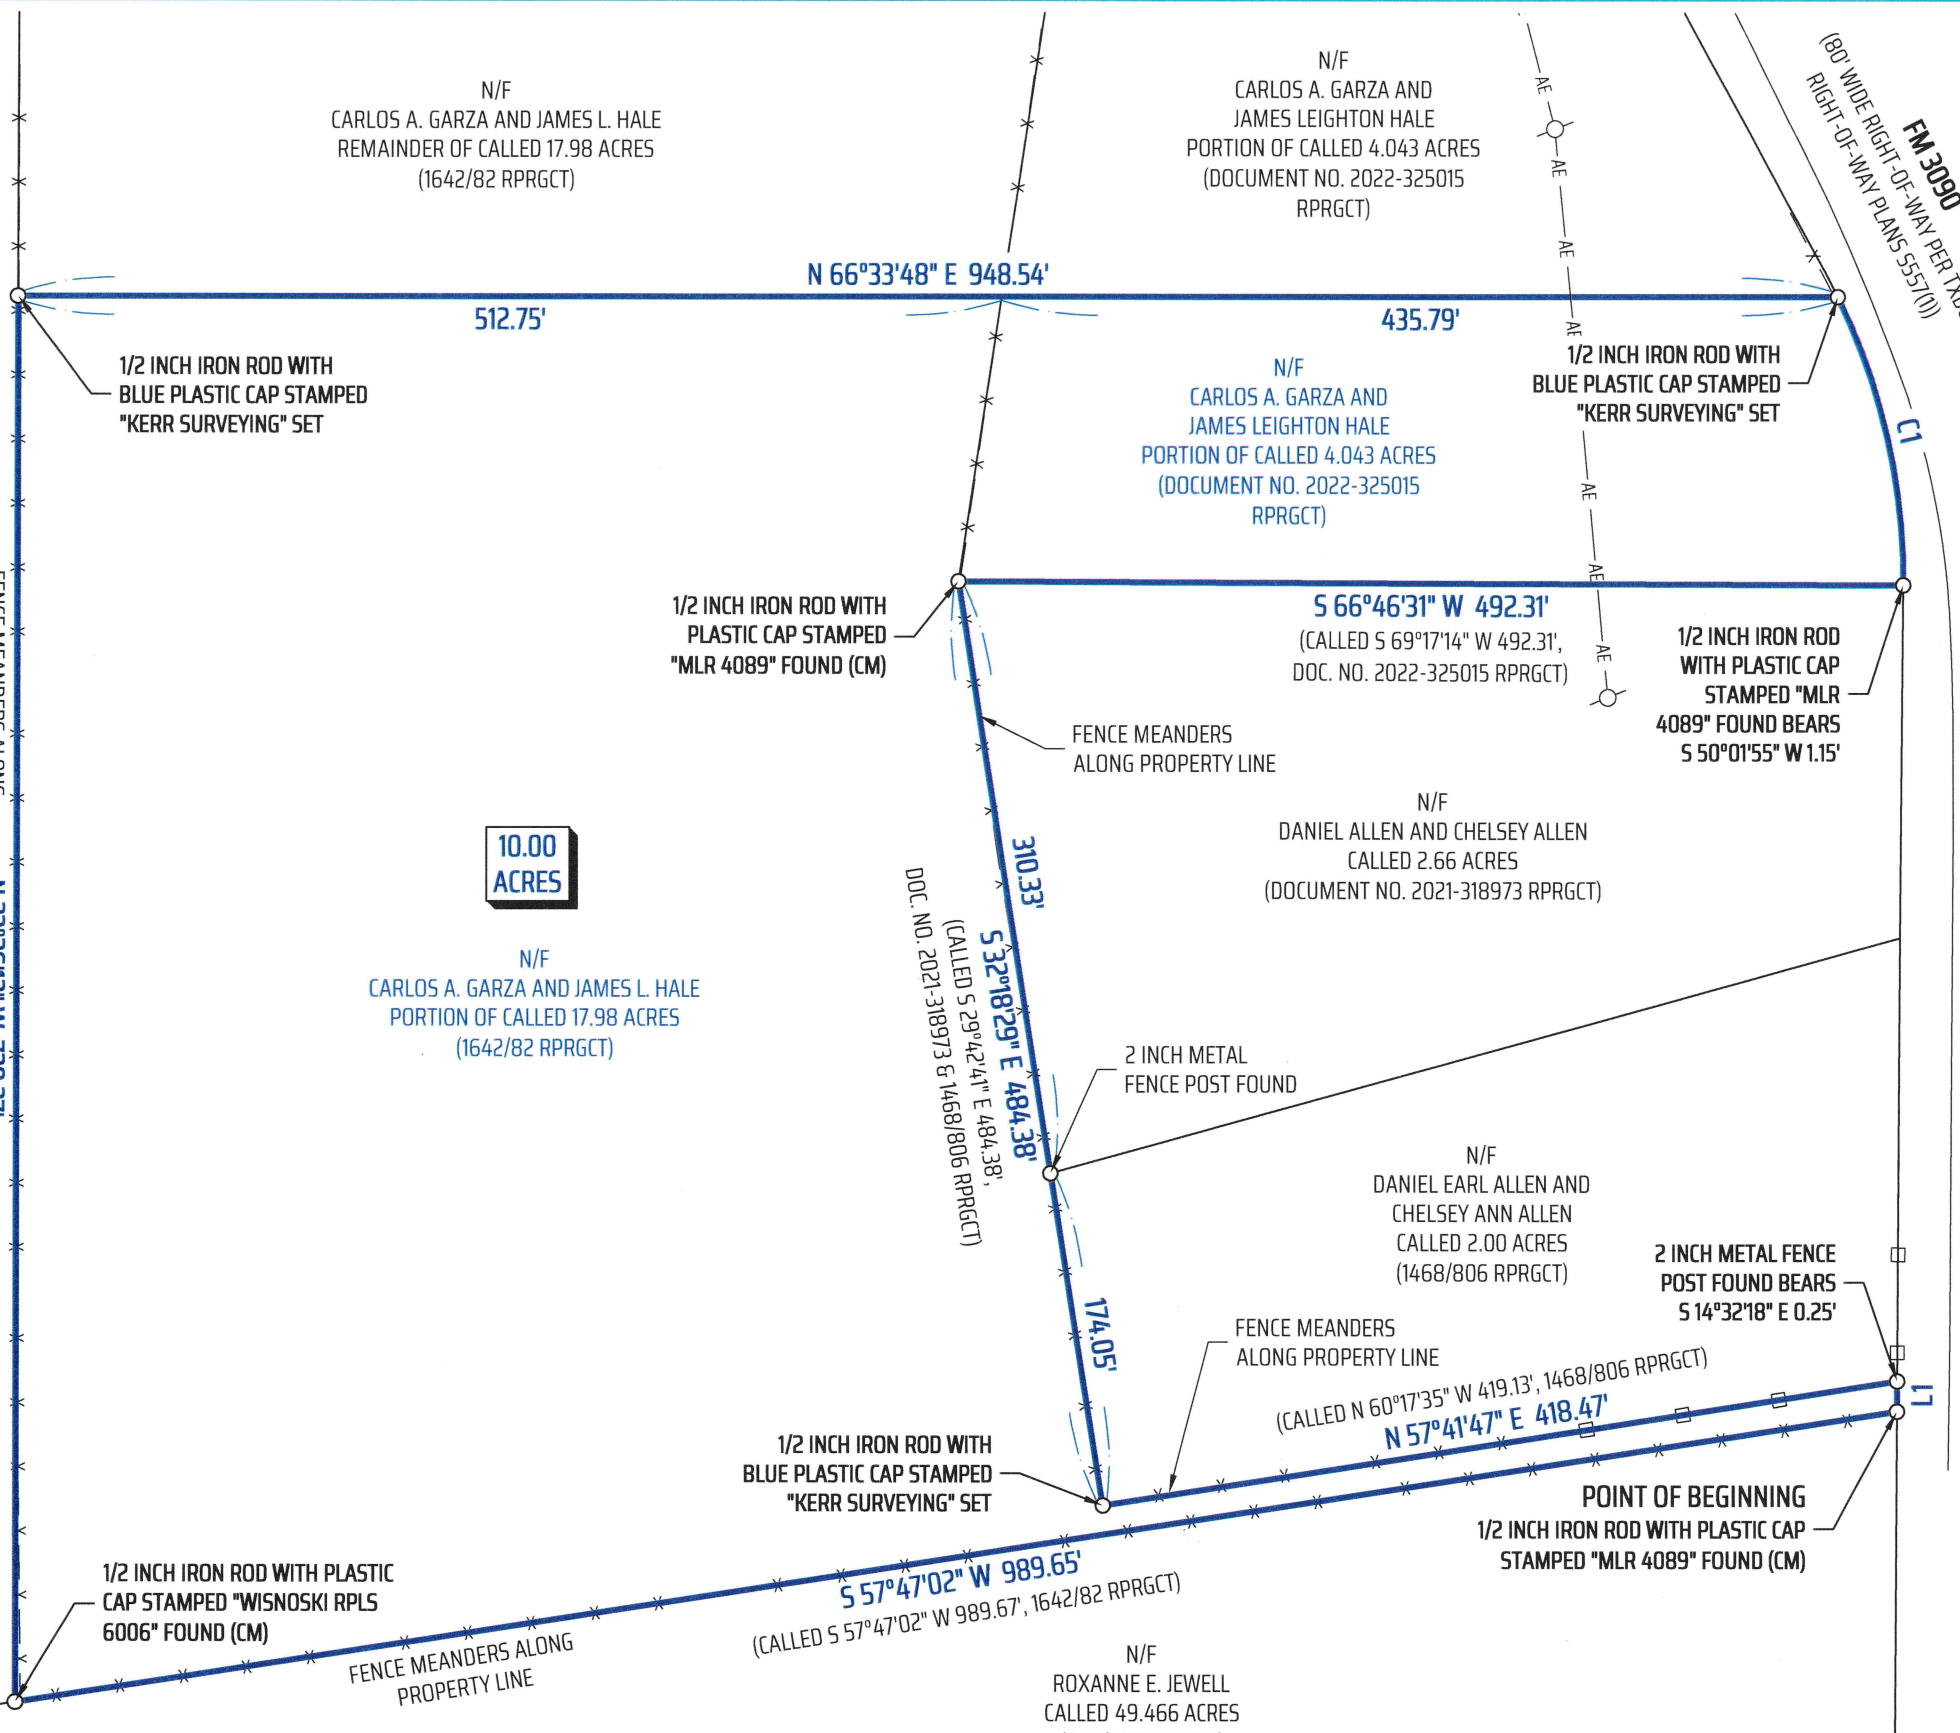 N/F
CARLOS A. GARZA AND JAMES L. HALE
REMAINDER OF CALLED 17.98 ACRES
(1642/82 RPRGCT)
N/F
CARLOS A. GARZA AND
JAMES LEIGHTON HALE
PORTION OF CALLED 4.043 ACRES
(DOCUMENT NO. 2022-325015
RPRGCT)
AE
AE
AE
AE
AE
AE
AE
FM 3090
(80' WIDE RIGHT-OF-WAY PER
RIGHT-OF-WAY PLANS S557(1))
N 66°33'48" E 948.54'
512.75'
435.79'
1/2 INCH IRON ROD WITH
BLUE PLASTIC CAP STAMPED
"KERR SURVEYING" SET
N/F
CARLOS A. GARZA AND
JAMES LEIGHTON HALE
PORTION OF CALLED 4.043 ACRES
(DOCUMENT NO. 2022-325015
RPRGCT)
1/2 INCH IRON ROD WITH
BLUE PLASTIC CAP STAMPED
"KERR SURVEYING" SET
C1
1/2 INCH IRON ROD WITH
PLASTIC CAP STAMPED
"MLR 4089" FOUND (CM)
S 66°46'31" W 492.31'
(CALLED S 69°17'14" W 492.31',
DOC. NO. 2022-325015 RPRGCT)
1/2 INCH IRON ROD
WITH PLASTIC CAP
STAMPED "MLR
4089" FOUND BEARS
S 50°01'55" W 1.15'
FENCE MEANDERS
ALONG PROPERTY LINE
N/F
DANIEL ALLEN AND CHELSEY ALLEN
CALLED 2.66 ACRES
(DOCUMENT NO. 2021-318973 RPRGCT)
10.00
ACRES
N/F
CARLOS A. GARZA AND JAMES L. HALE
PORTION OF CALLED 17.98 ACRES
(1642/82 RPRGCT)
310.33'
S 32°18'29" E 484.38'
(CALLED S 29°42'41" E 484.38',
DOC. NO. 2021-318973 & 1468/806 RPRGCT)
2 INCH METAL
FENCE POST FOUND
174.05'
N/F
DANIEL EARL ALLEN AND
CHELSEY ANN ALLEN
CALLED 2.00 ACRES
(1468/806 RPRGCT)
2 INCH METAL FENCE
POST FOUND BEARS
S 14°32'18" E 0.25'
FENCE MEANDERS
ALONG PROPERTY LINE
(CALLED N 60°17'35" W 419.13', 1468/806 RPRGCT)
N 57°41'47" E 418.47'
L1
1/2 INCH IRON ROD WITH
BLUE PLASTIC CAP STAMPED
"KERR SURVEYING" SET
POINT OF BEGINNING
1/2 INCH IRON ROD WITH PLASTIC CAP
STAMPED "MLR 4089" FOUND (CM)
1/2 INCH IRON ROD WITH PLASTIC
CAP STAMPED "WISNOSKI RPLS
6006" FOUND (CM)
S 57°47'02" W 989.65'
(CALLED S 57°47'02" W 989.67', 1642/82 RPRGCT)
FENCE MEANDERS ALONG
PROPERTY LINE
N/F
ROXANNE E. JEWELL
CALLED 49.466 ACRES